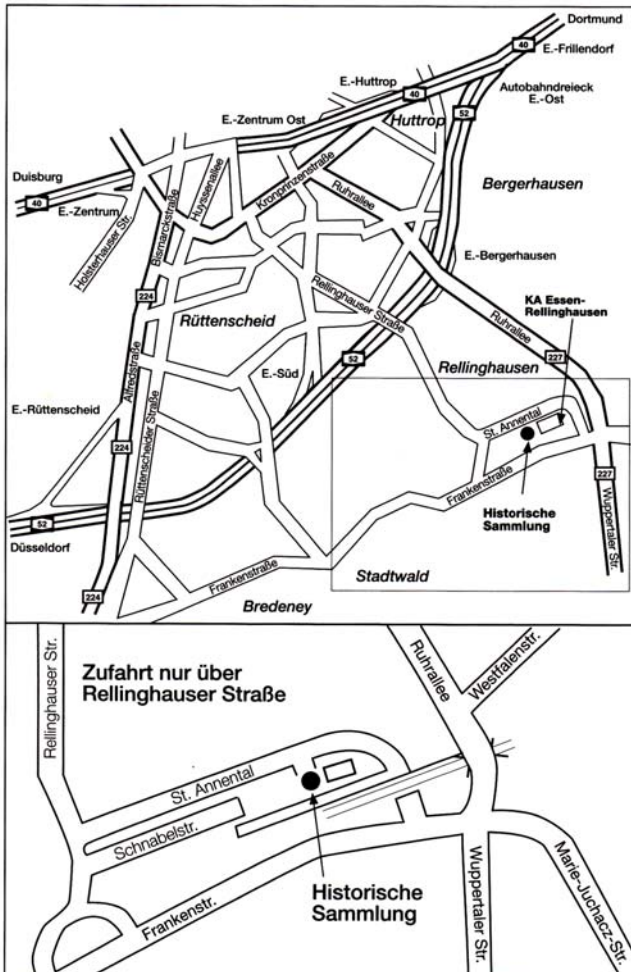 Dortmund
40
E.-Frillendorf
E.-Huttrop
40
Autobahndreieck
E.-Ost
52
E.-Zentrum Ost
Huttrop
Duisburg
40
E.-Zentrum
Holsterhauser Str.
Bismarckstraße
Huyssenallee
Kronprinzenstraße
Ruhrallee
Bergerhausen
E.-Bergerhausen
224
Rüttenscheid
Rellinghauser Straße
KA Essen-
Rellinghausen
Ruhrallee
52
227
Alfredstraße
E.-Süd
Rellinghausen
E.-Rüttenscheid
Rüttenscheider Straße
St. Annental
224
227
Frankenstraße
Historische
Sammlung
Wuppertaler Str.
52
Düsseldorf
Frankenstraße
Stadtwald
224
Bredeney
Rellinghauser Str.
Zufahrt nur über
Rellinghauser Straße
Ruhrallee
Westfalenstr.
St. Annental
Schnabelstr.
Historische
Sammlung
Frankenstr.
Wuppertaler Str.
Marie-Juchacz-Str.